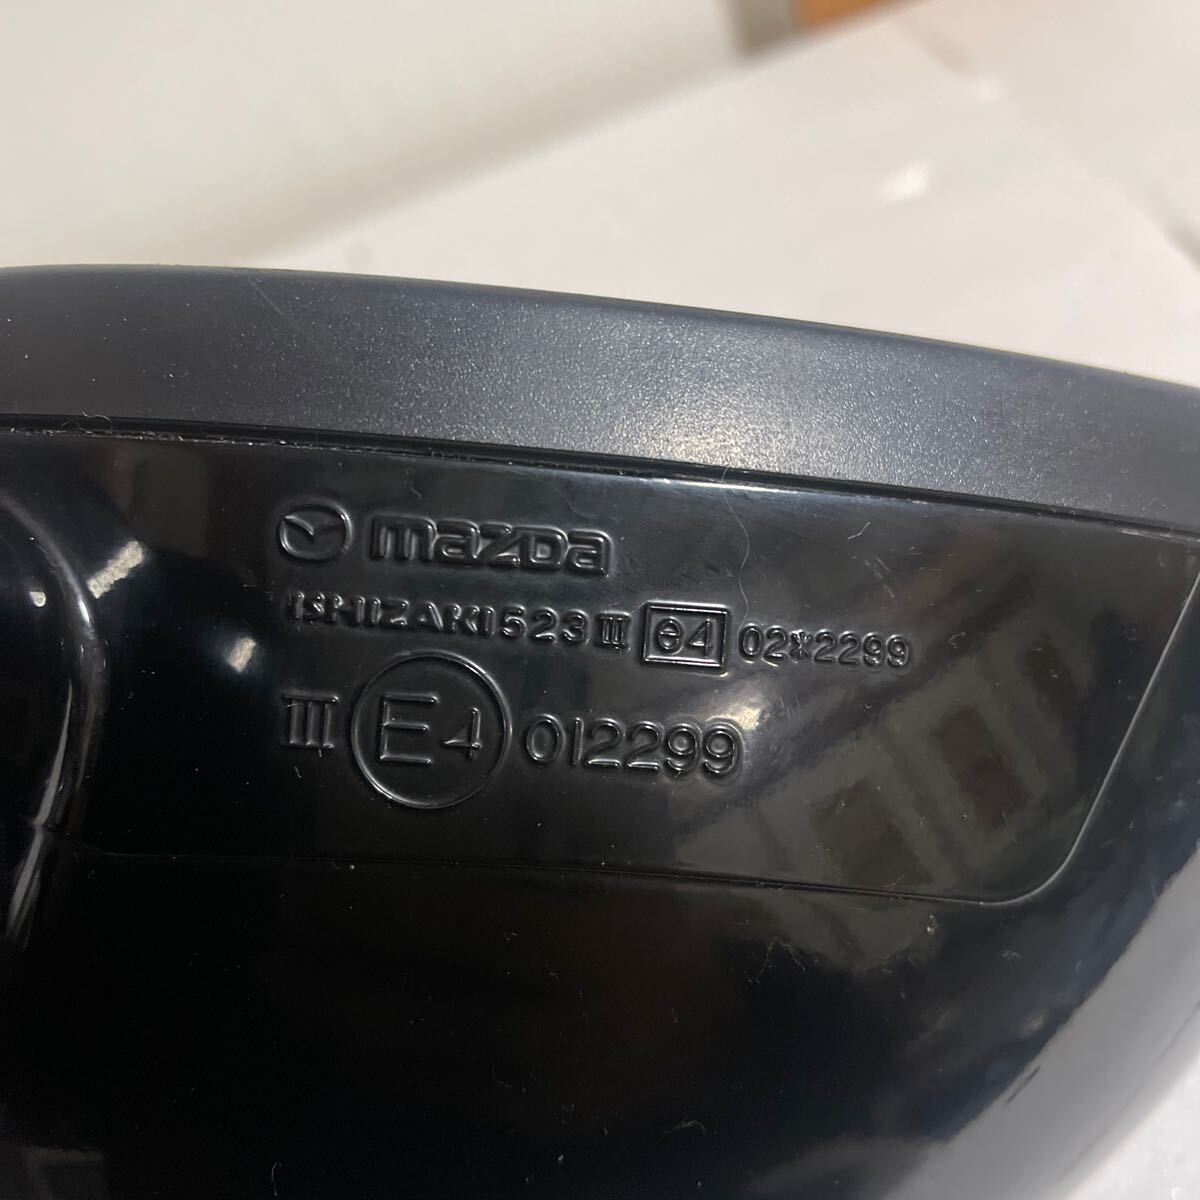 mazda
ISHIZAKI 523 III e4 02*2299
III E4 012299